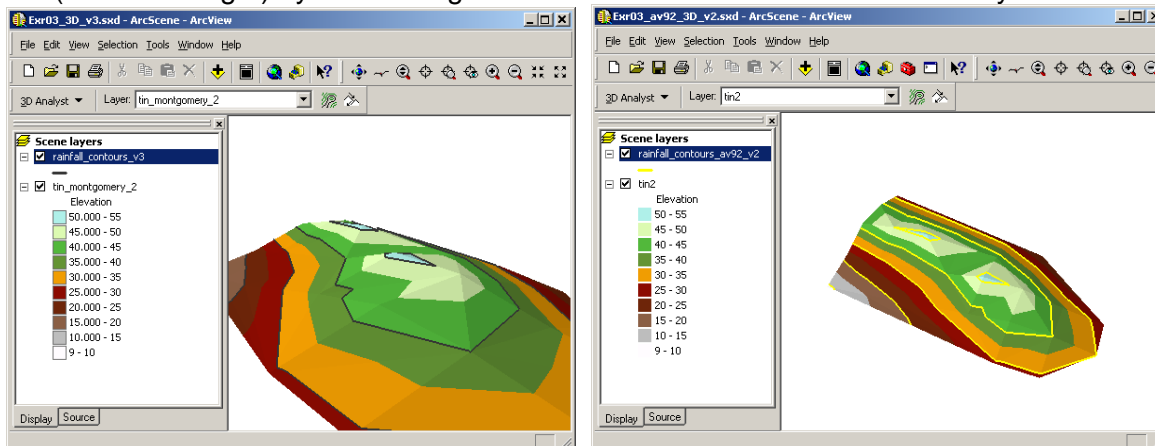 by
Exr03_3D_v3.sxd - ArcScene - ArcView
File Edit View Selection Tools Window Help
3D Analyst Layer: tin_montgomery_2
Scene layers
rainfall_contours_v3
tin_montgomery_2
Elevation
50.000 - 55
45.000 - 50
40.000 - 45
35.000 - 40
30.000 - 35
25.000 - 30
20.000 - 25
15.000 - 20
10.000 - 15
9 - 10
Display Source
Exr03_av92_3D_v2.sxd - ArcScene - ArcView
File Edit View Selection Tools Window Help
3D Analyst Layer: tin2
Scene layers
rainfall_contours_av92_v2
tin2
Elevation
50 - 55
45 - 50
40 - 45
35 - 40
30 - 35
25 - 30
20 - 25
15 - 20
10 - 15
9 - 10
Display Source